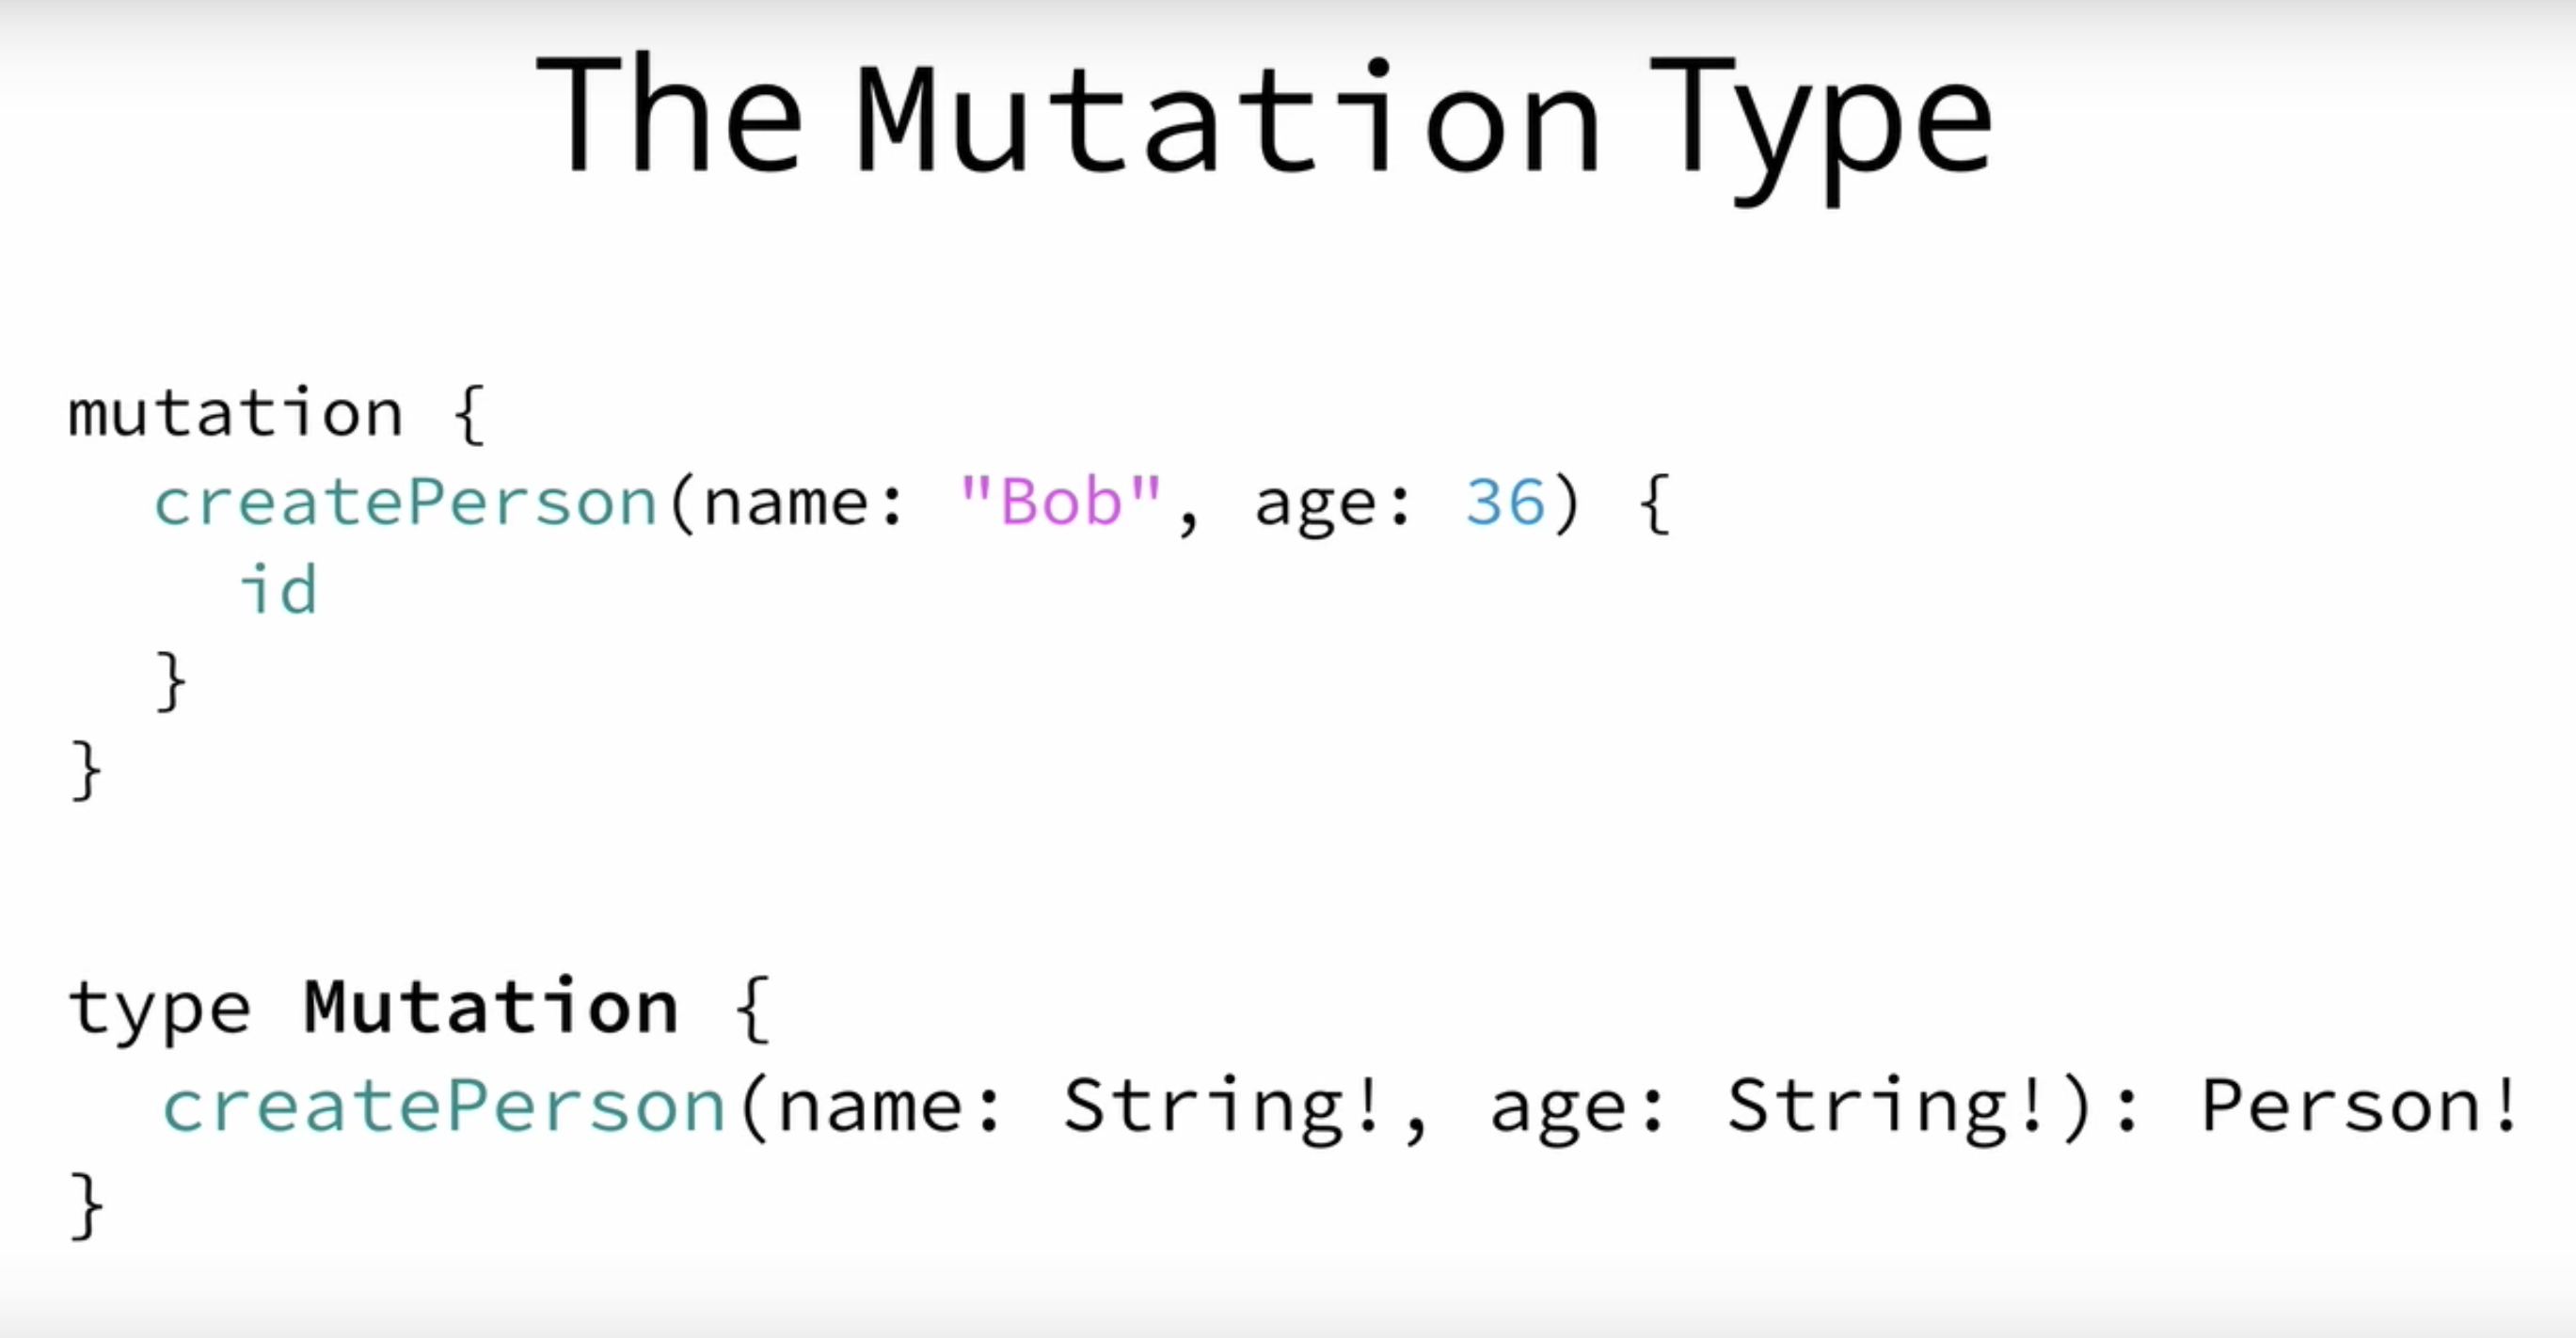 The Mutation Type
mutation {
  createPerson(name: "Bob", age: 36) {
    id
  }
}
type Mutation {
  createPerson(name: String!, age: String!): Person!
}